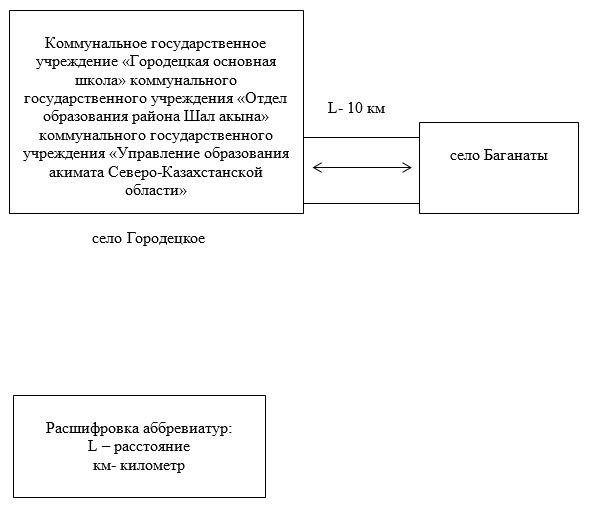 Коммунальное государственное
учреждение «Городецкая основная
школа» коммунального
государственного учреждения «Отдел
образования района Шал акына»
коммунального государственного
учреждения «Управление образования
акимата Северо-Казахстанской
области»
L- 10 км
село Баганаты
село Городецкое
Расшифровка аббревиатур:
L – расстояние
км- километр